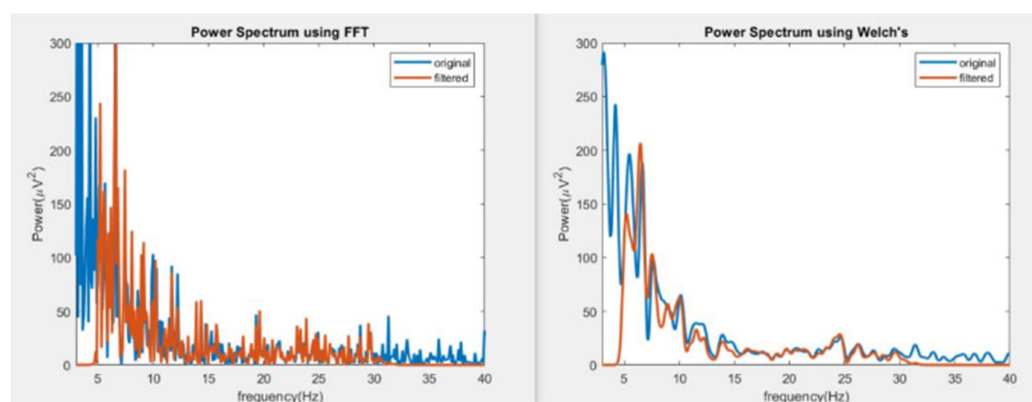 Power Spectrum using FFT
300
250
200
150
100
50
0
Power(μV²)
original
filtered
5 10 15 20 25 30 35 40
frequency(Hz)
Power Spectrum using Welch's
300
250
200
150
100
50
0
Power(μV²)
original
filtered
5 10 15 20 25 30 35 40
frequency(Hz)